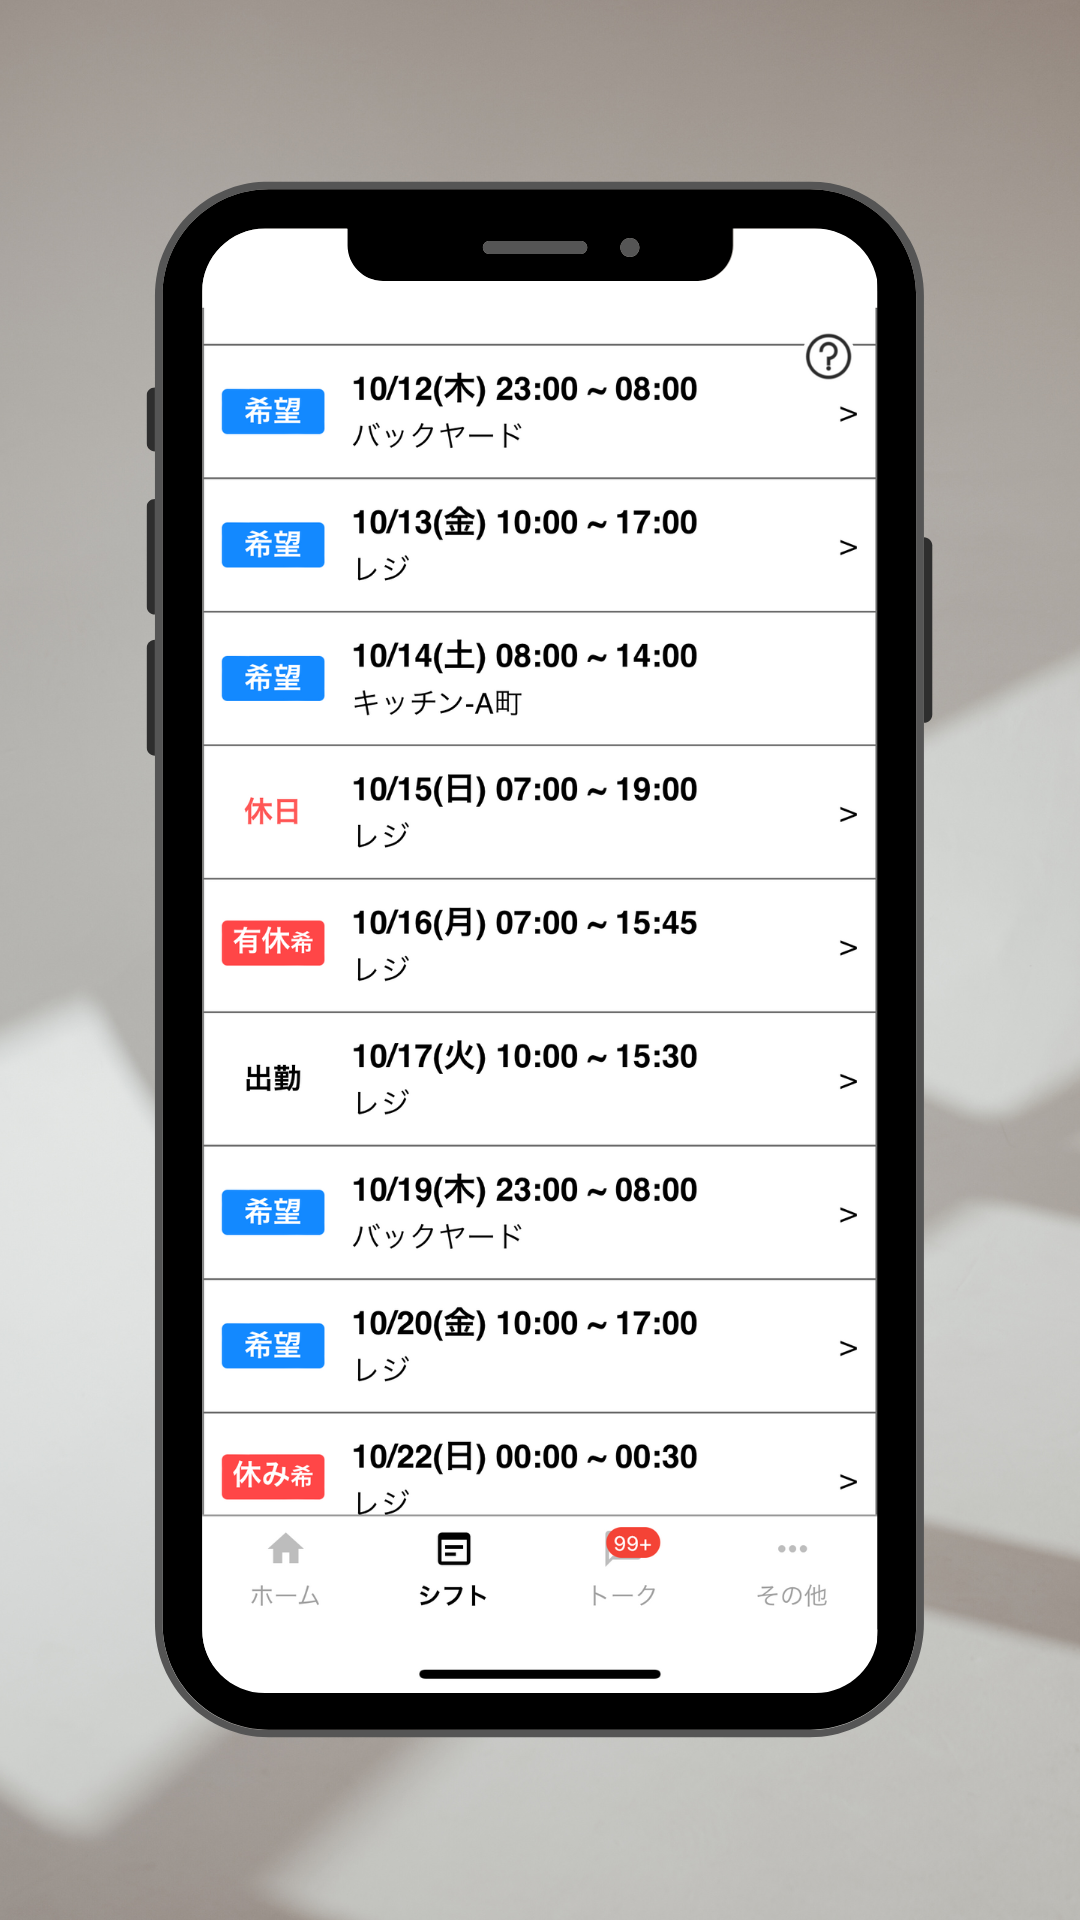 希望
10/12(木) 23:00 ~ 08:00
バックヤード
>
希望
10/13(金) 10:00 ~ 17:00
レジ
>
希望
10/14(土) 08:00 ~ 14:00
キッチン-A町
休日
10/15(日) 07:00 ~ 19:00
レジ
>
有休希
10/16(月) 07:00 ~ 15:45
レジ
>
出勤
10/17(火) 10:00 ~ 15:30
レジ
>
希望
10/19(木) 23:00 ~ 08:00
バックヤード
>
希望
10/20(金) 10:00 ~ 17:00
レジ
>
休み希
10/22(日) 00:00 ~ 00:30
レジ
>
99+
ホーム シフト トーク その他